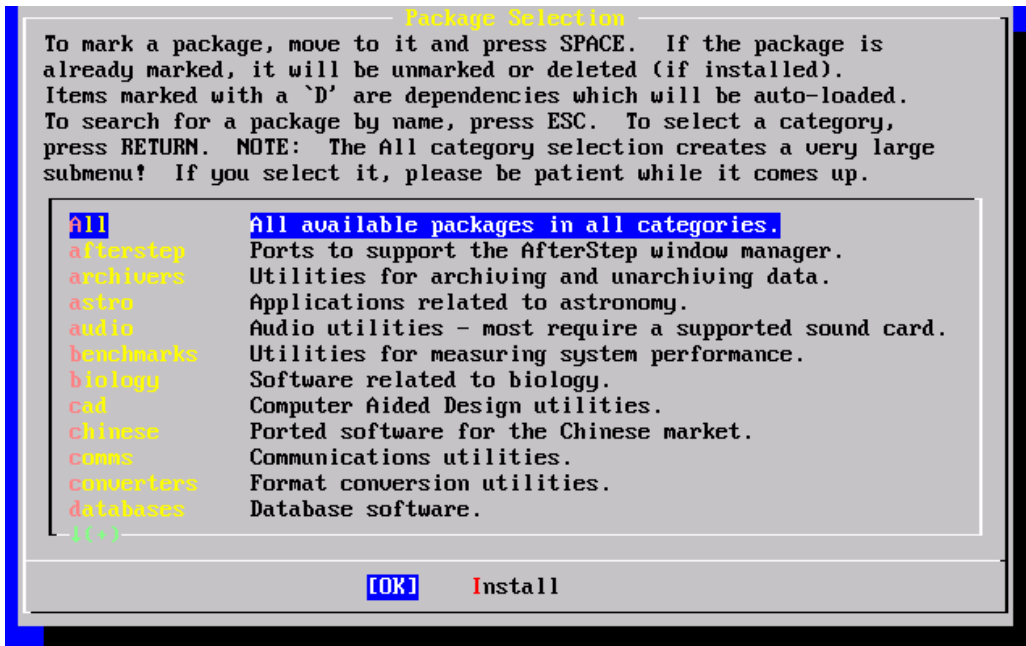 Package Selection
To mark a package, move to it and press SPACE.  If the package is
already marked, it will be unmarked or deleted (if installed).
Items marked with a `D' are dependencies which will be auto-loaded.
To search for a package by name, press ESC.  To select a category,
press RETURN.  NOTE:  The All category selection creates a very large
submenu!  If you select it, please be patient while it comes up.
All All available packages in all categories.
afterstep Ports to support the AfterStep window manager.
archivers Utilities for archiving and unarchiving data.
astro Applications related to astronomy.
audio Audio utilities - most require a supported sound card.
benchmarks Utilities for measuring system performance.
biology Software related to biology.
cad Computer Aided Design utilities.
chinese Ported software for the Chinese market.
comms Communications utilities.
converters Format conversion utilities.
databases Database software.
↓(+)
[OK] Install